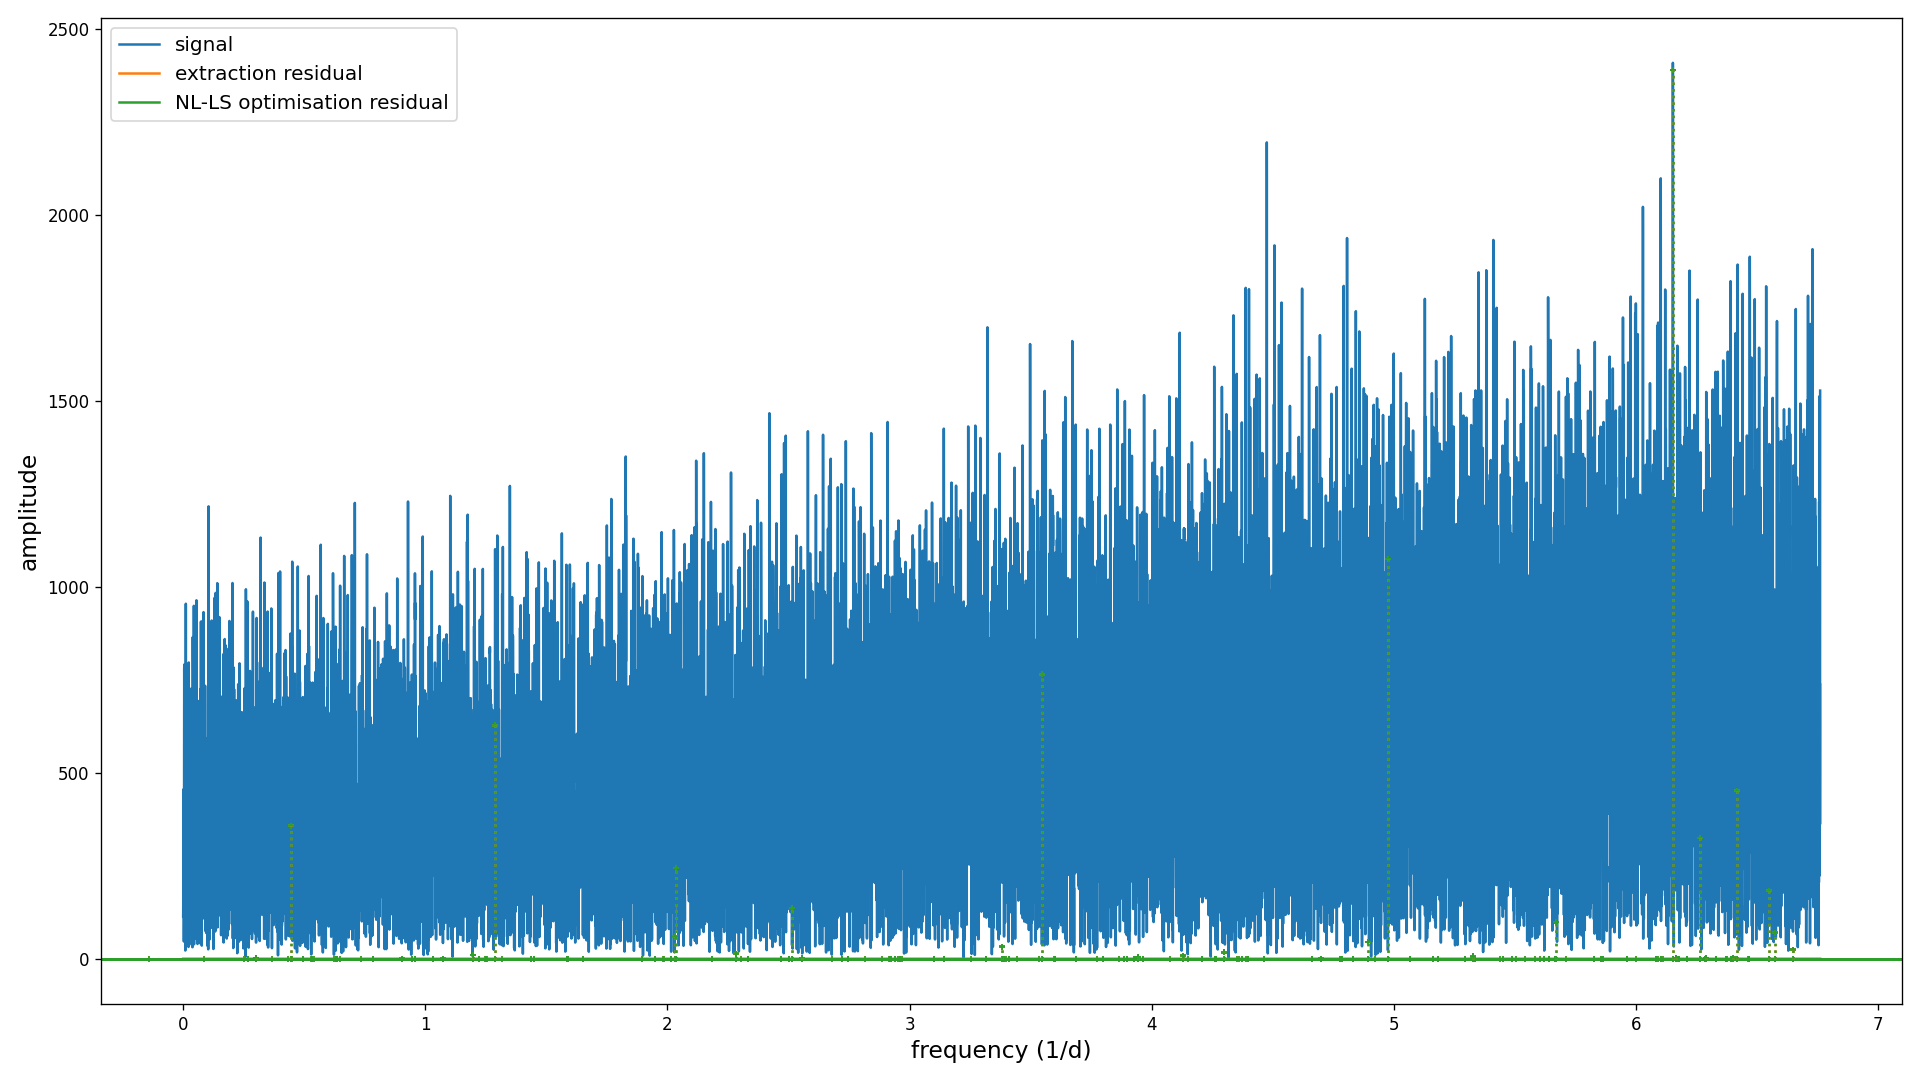 signal
extraction residual
NL-LS optimisation residual
amplitude
2500
2000
1500
1000
500
0
0 1 2 3 4 5 6 7
frequency (1/d)